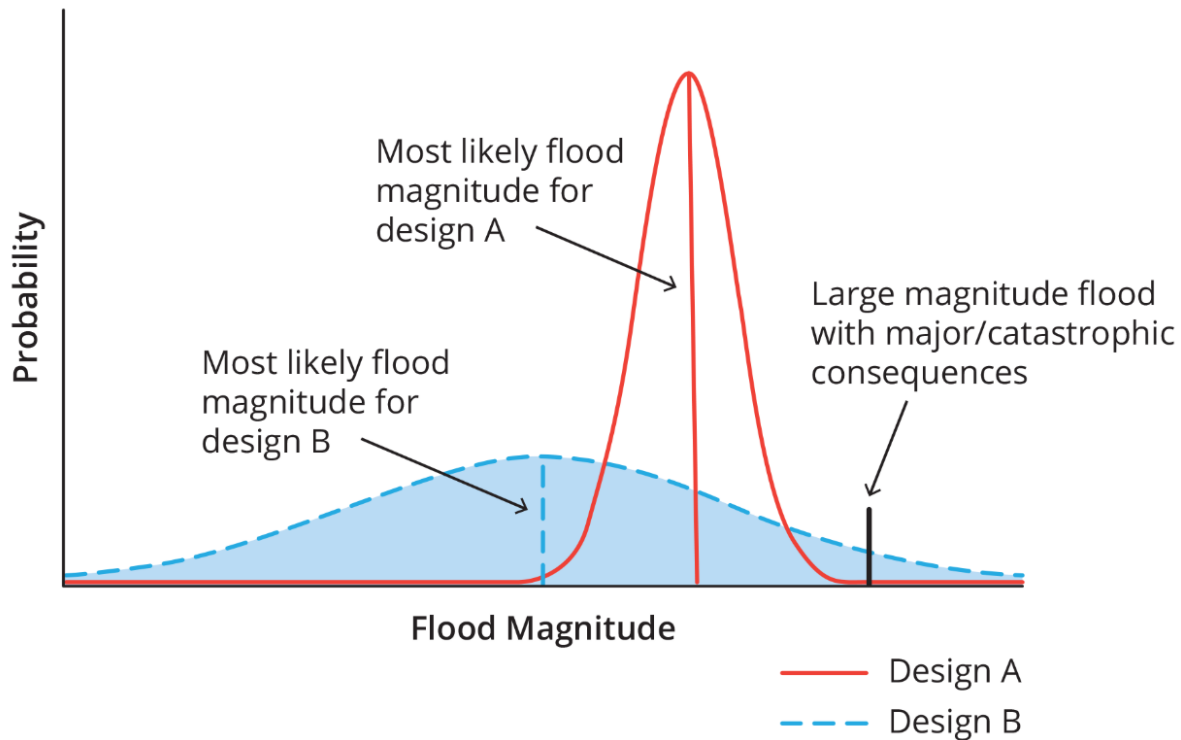 Probability
Most likely flood
magnitude for
design A
Most likely flood
magnitude for
design B
Large magnitude flood
with major/catastrophic
consequences
Flood Magnitude
Design A
Design B